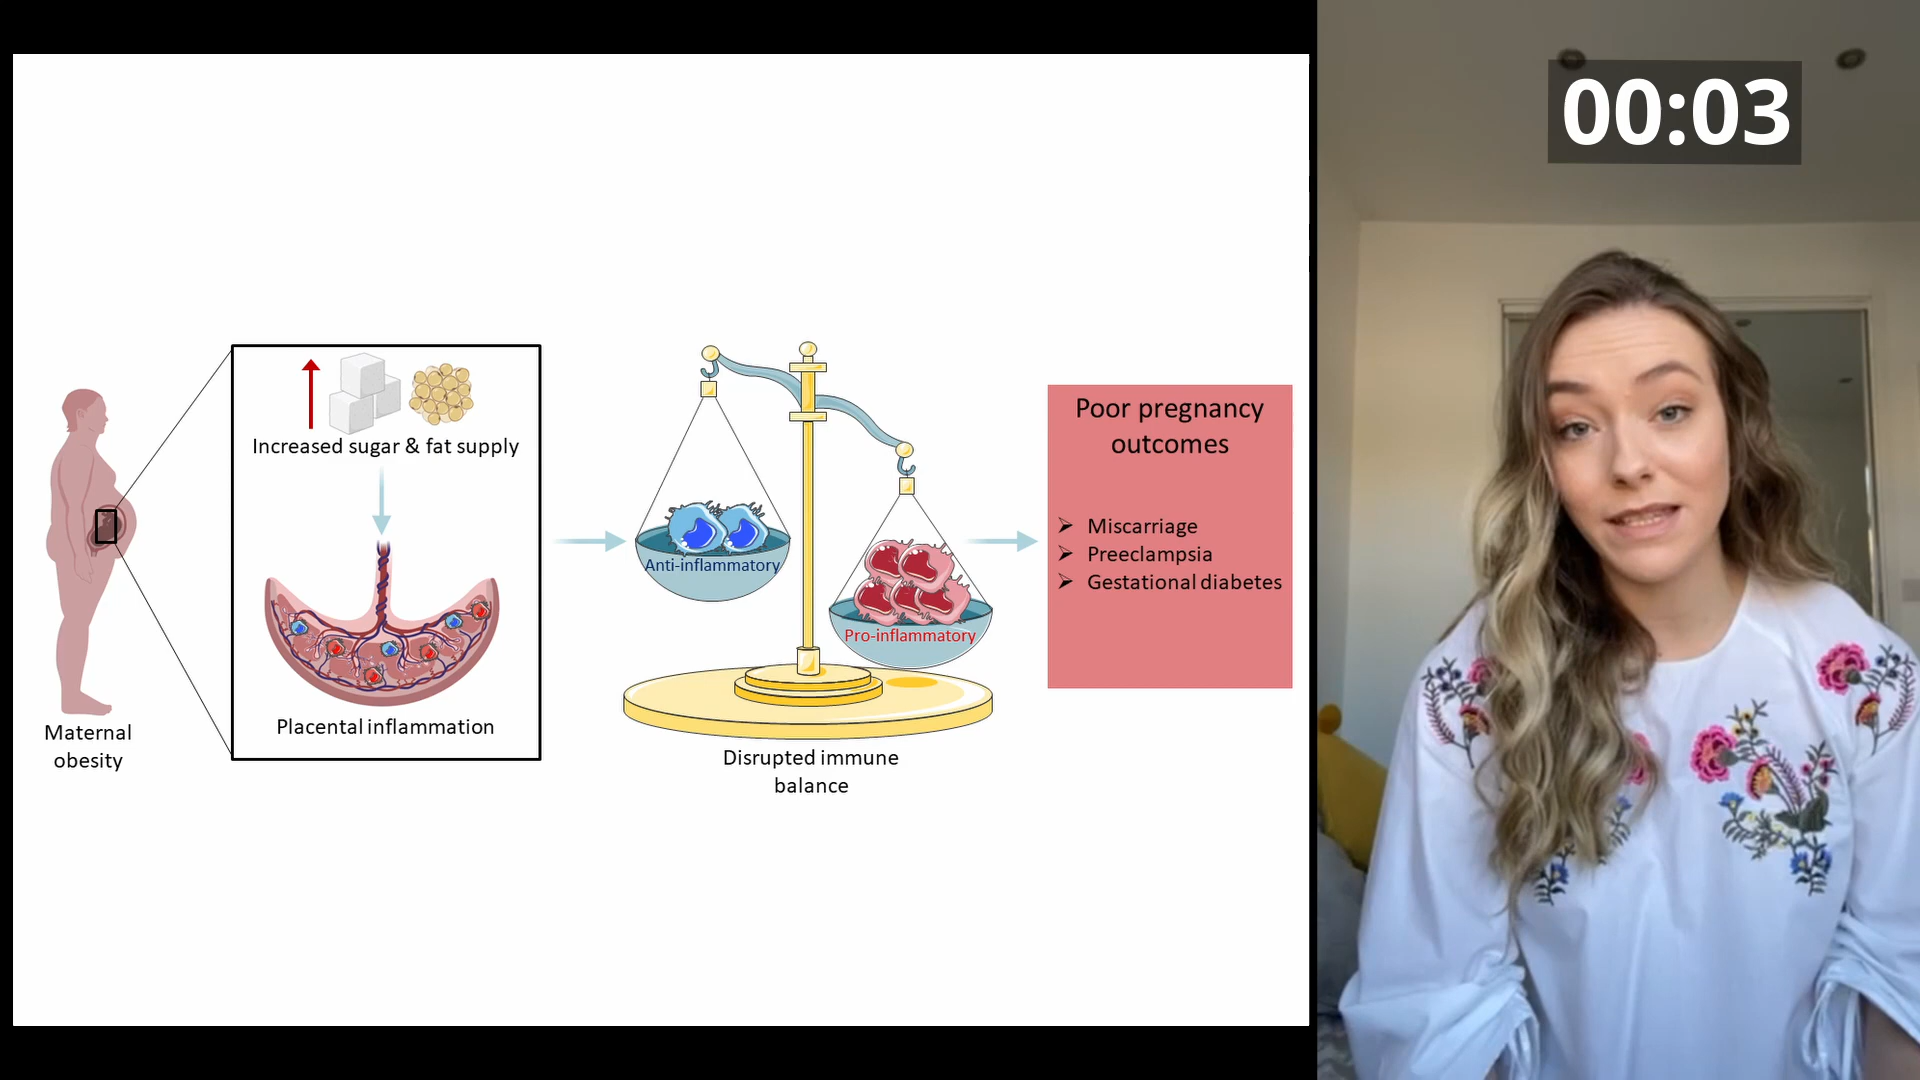 00:03
Increased sugar & fat supply
Placental inflammation
Maternal
obesity
Anti-inflammatory
Pro-inflammatory
Disrupted immune
balance
Poor pregnancy
outcomes
Miscarriage
Preeclampsia
Gestational diabetes